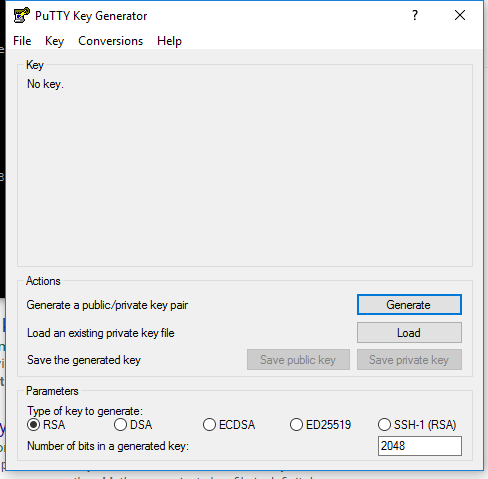 PuTTY Key Generator
File Key Conversions Help
Key
No key.
Actions
Generate a public/private key pair
Generate
Load an existing private key file
Load
Save the generated key
Save public key
Save private key
Parameters
Type of key to generate:
RSA DSA ECDSA ED25519 SSH-1 (RSA)
Number of bits in a generated key:
2048